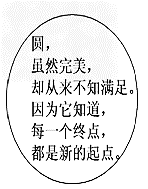 圆，
虽然完美，
却从来不知满足。
因为它知道，
每一个终点，
都是新的起点。